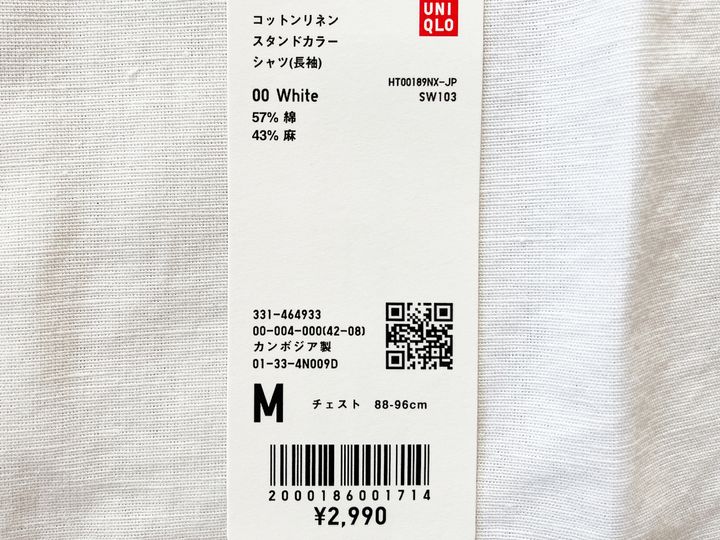 UNI
QLO
コットンリネン
スタンドカラー
シャツ(長袖)
HT00189NX-JP
00 White SW103
57% 綿
43% 麻
331-464933
00-004-000(42-08)
カンボジア製
01-33-4N009D
M チェスト 88-96cm
2000186001714
¥2,990